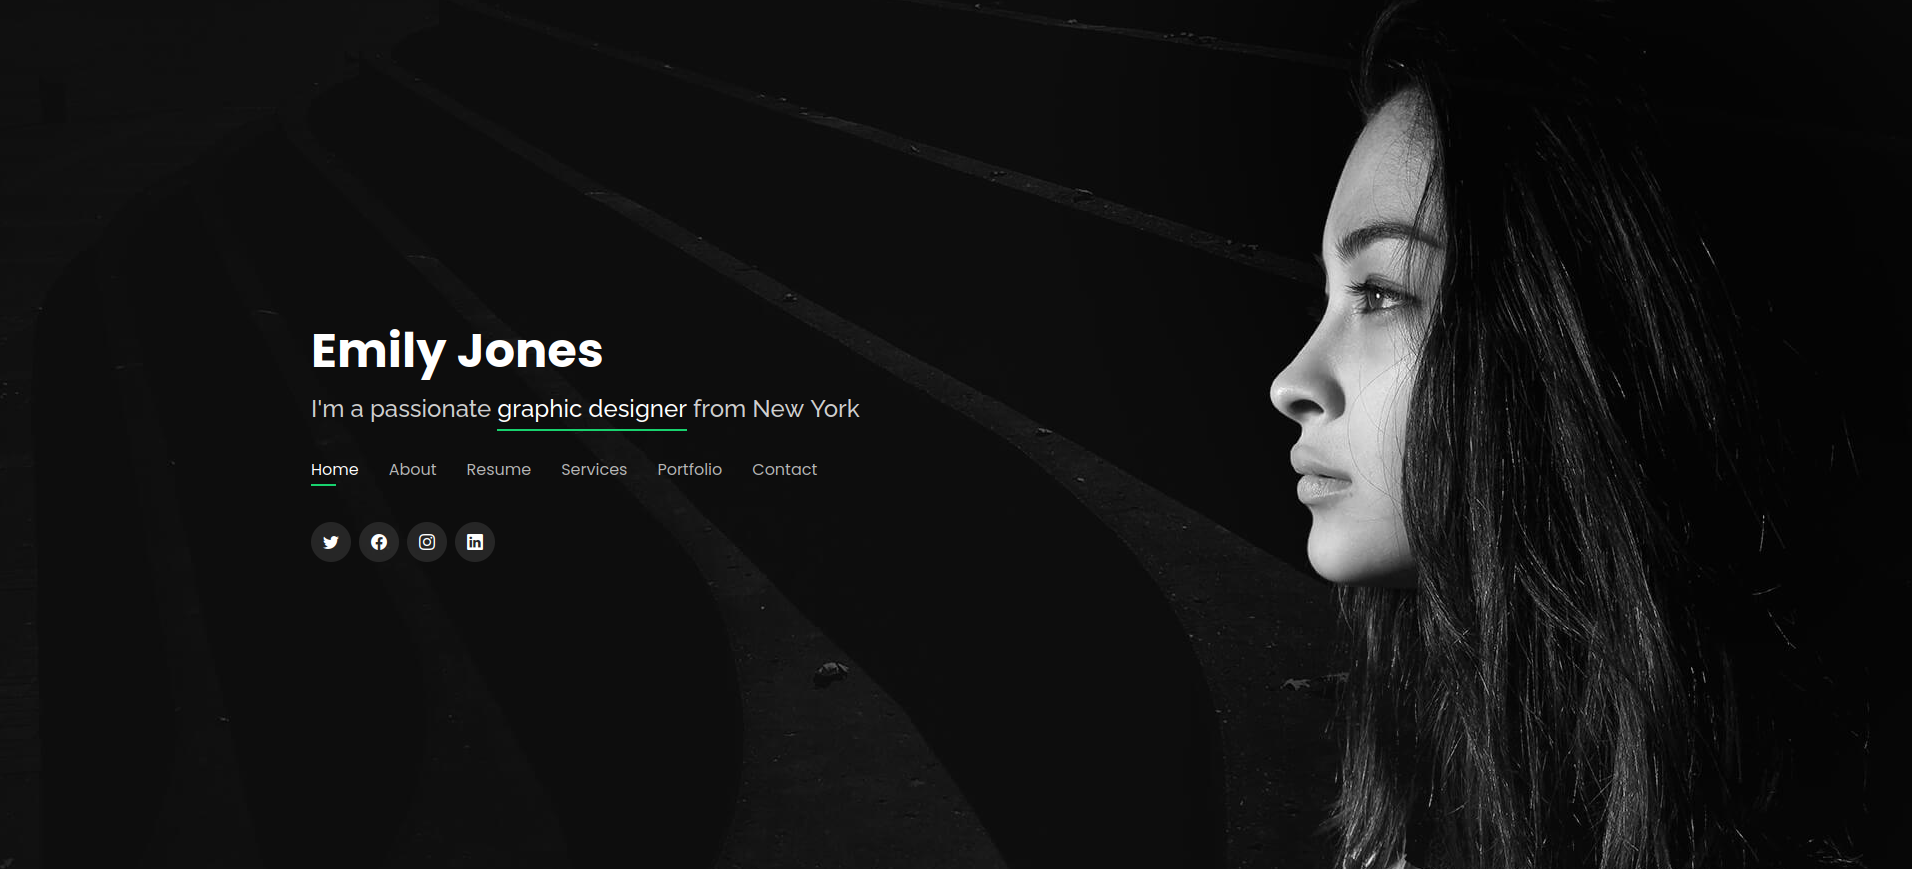 Emily Jones
I'm a passionate graphic designer from New York
Home About Resume Services Portfolio Contact